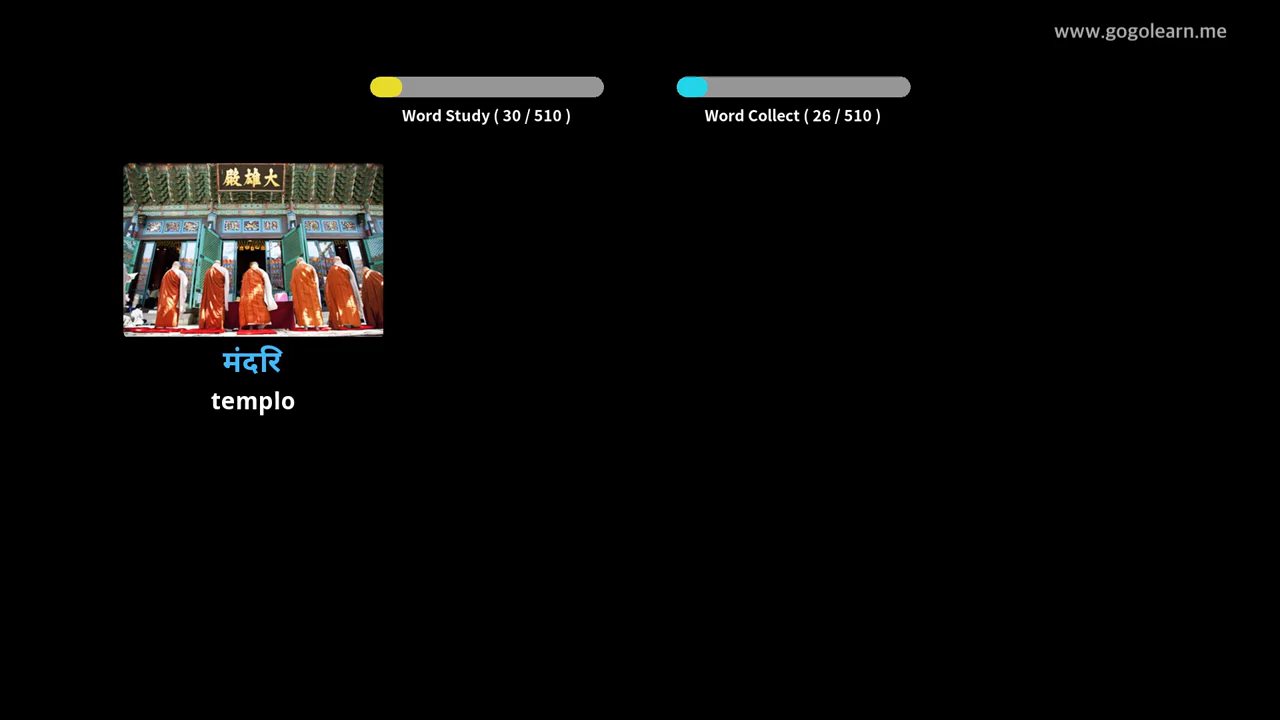 www.gogolearn.me
Word Study ( 30 / 510 )
Word Collect ( 26 / 510 )
大雄殿
मंदरि
templo